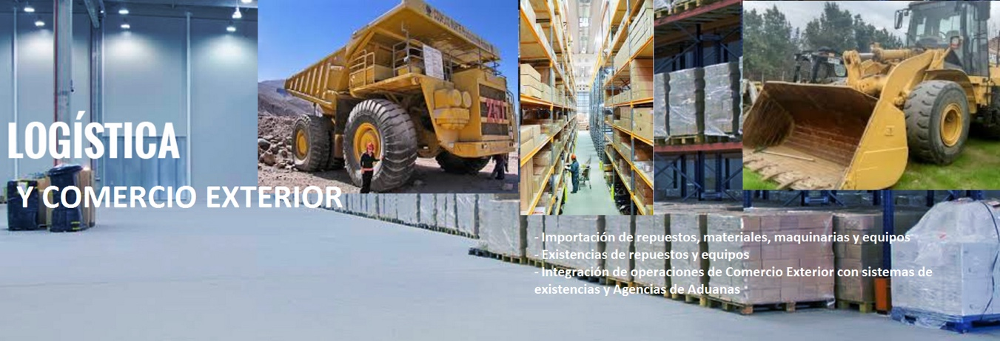 LOGÍSTICA
Y COMERCIO EXTERIOR
- Importación de repuestos, materiales, maquinarias y equipos
- Existencias de repuestos y equipos
- Integración de operaciones de Comercio Exterior con sistemas de
existencias y Agencias de Aduanas